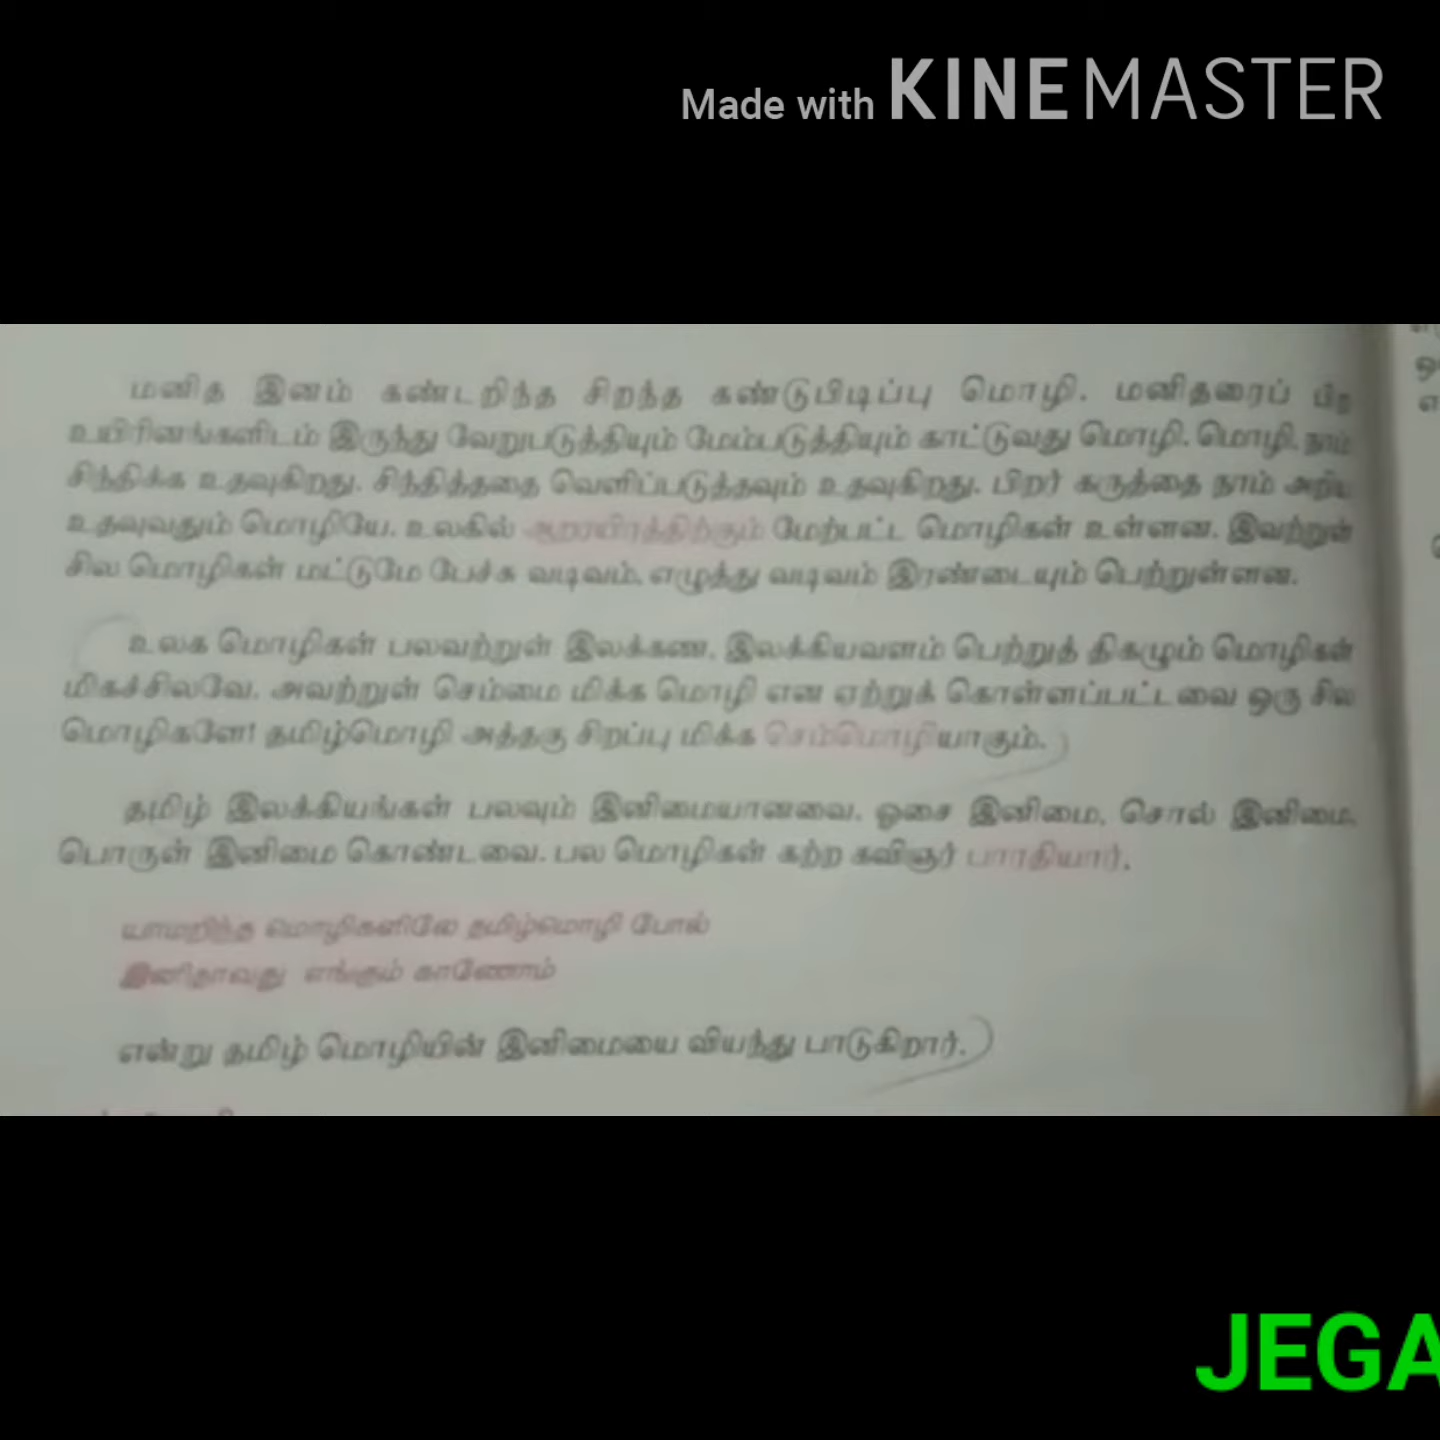 Made with KINEMASTER
மனித இனம் கண்டறிந்த சிறந்த கண்டுபிடிப்பு மொழி. மனிதரைப் பிற
உயிரினங்களிடம் இருந்து வேறுபடுத்தியும் மேம்படுத்தியும் காட்டுவது மொழி. மொழி, நாம்
சிந்திக்க உதவுகிறது. சிந்தித்ததை வெளிப்படுத்தவும் உதவுகிறது. பிறர் கருத்தை நாம் அறிய
உதவுவதும் மொழியே. உலகில் ஆறாயிரத்திற்கும் மேற்பட்ட மொழிகள் உள்ளன. இவற்றுள்
சில மொழிகள் மட்டுமே பேச்சு வடிவம், எழுத்து வடிவம் இரண்டையும் பெற்றுள்ளன.
உலக மொழிகள் பலவற்றுள் இலக்கண, இலக்கியவளம் பெற்றுத் திகழும் மொழிகள்
மிகச்சிலவே. அவற்றுள் செம்மை மிக்க மொழி என ஏற்றுக் கொள்ளப்பட்டவை ஒரு சில
மொழிகளே! தமிழ்மொழி அத்தகு சிறப்பு மிக்க செம்மொழியாகும்.
தமிழ் இலக்கியங்கள் பலவும் இனிமையானவை. ஓசை இனிமை, சொல் இனிமை,
பொருள் இனிமை கொண்டவை. பல மொழிகள் கற்ற கவிஞர் பாரதியார்,
யாமறிந்த மொழிகளிலே தமிழ்மொழி போல்
இனிதாவது எங்கும் காணோம்
என்று தமிழ் மொழியின் இனிமையை வியந்து பாடுகிறார்.
JEGA